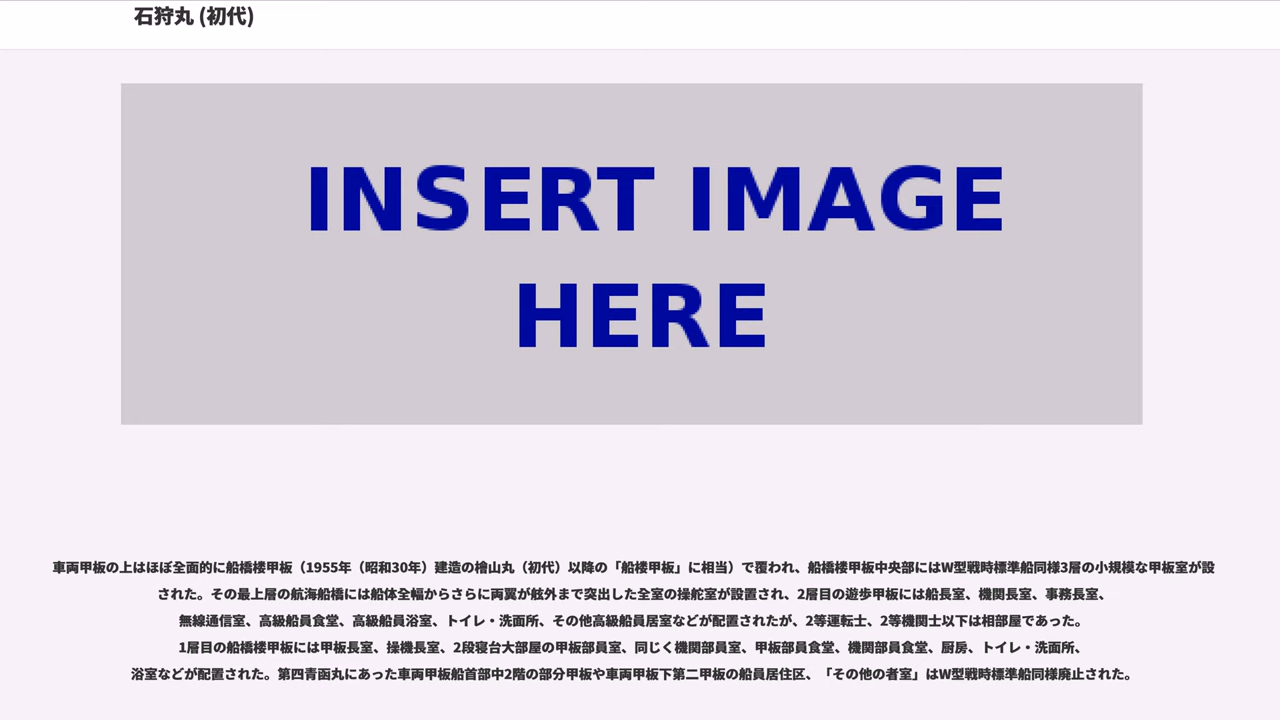 石狩丸 (初代)
INSERT IMAGE
HERE
車両甲板の上はほぼ全面的に船橋楼甲板（1955年（昭和30年）建造の檜山丸（初代）以降の「船楼甲板」に相当）で覆われ、船橋楼甲板中央部にはW型戦時標準船同様3層の小規模な甲板室が設
された。その最上層の航海船橋には船体全幅からさらに両翼が舷外まで突出した全室の操舵室が設置され、2層目の遊歩甲板には船長室、機関長室、事務長室、
無線通信室、高級船員食堂、高級船員浴室、トイレ・洗面所、その他高級船員居室などが配置されたが、2等運転士、2等機関士以下は相部屋であった。
1層目の船橋楼甲板には甲板長室、操機長室、2段寝台大部屋の甲板部員室、同じく機関部員室、甲板部員食堂、機関部員食堂、厨房、トイレ・洗面所、
浴室などが配置された。第四青函丸にあった車両甲板船首部中2階の部分甲板や車両甲板下第二甲板の船員居住区、「その他の者室」はW型戦時標準船同様廃止された。